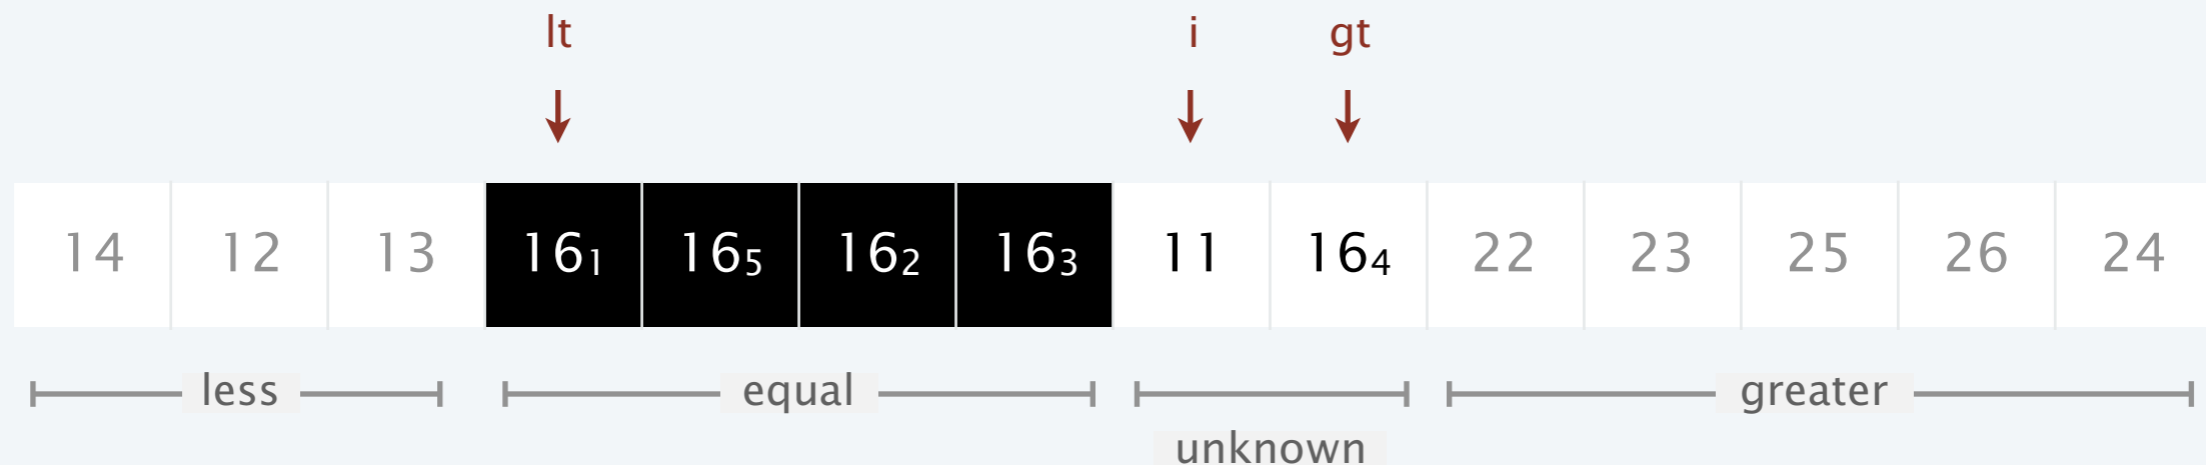 lt i gt
14 12 13 16₁ 16₅ 16₂ 16₃ 11 16₄ 22 23 25 26 24
less equal greater
unknown